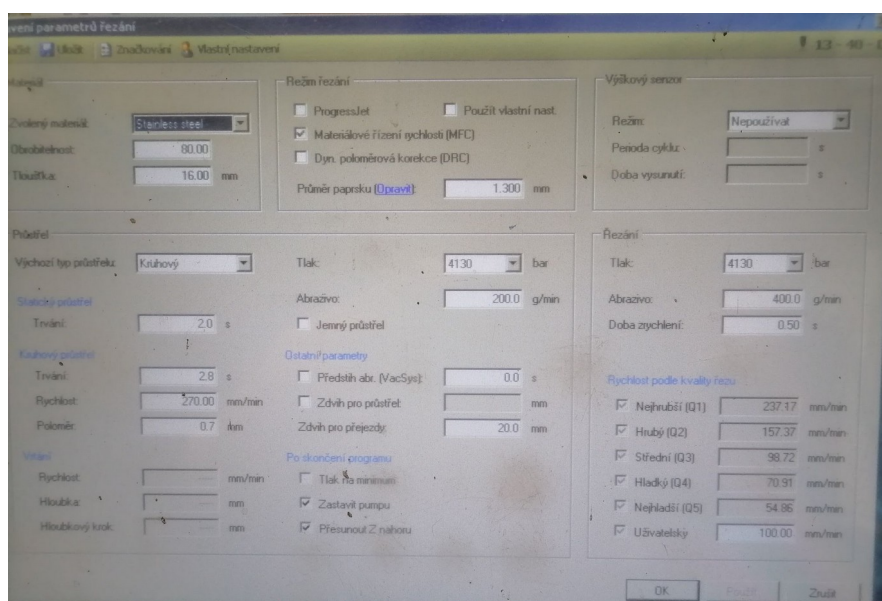 vení parametrů řezání
Uložit Značkování Vlastní nastavení
13 - 40 -
Materiál
Zvolený materiál: Stainless steel
Obrobitelnost: 80.00
Tloušťka: 16.00 mm
Režim řezání
ProgressJet Použít vlastní nast.
Materiálové řízení rychlosti (MFC)
Dyn. poloměrová korekce (DRC)
Průměr paprsku (Opravit): 1.300 mm
Výškový senzor
Režim: Nepoužívat
Perioda cyklu: s
Doba vysunutí: s
Průstřel
Výchozí typ průstřelu: Kruhový
Statický průstřel
Trvání: 2.0 s
Kruhový průstřel
Trvání: 2.8 s
Rychlost: 270.00 mm/min
Poloměr: 0.7 mm
Vrtání
Rychlost: mm/min
Hloubka: mm
Hloubkový krok: mm
Tlak: 4130 bar
Abrazivo: 200.0 g/min
Jemný průstřel
Ostatní parametry
Předstih abr. (VacSys): 0.0 s
Zdvih pro průstřel: mm
Zdvih pro přejezdy: 20.0 mm
Po skončení programu
Tlak na minimum
Zastavit pumpu
Přesunout Z nahoru
Řezání
Tlak: 4130 bar
Abrazivo: 400.0 g/min
Doba zrychlení: 0.50 s
Rychlost podle kvality řezu
Nejhrubší (Q1) 237.17 mm/min
Hrubý (Q2) 157.37 mm/min
Střední (Q3) 98.72 mm/min
Hladký (Q4) 70.91 mm/min
Nejhladší (Q5) 54.86 mm/min
Uživatelský 100.00 mm/min
OK Použít Zrušit